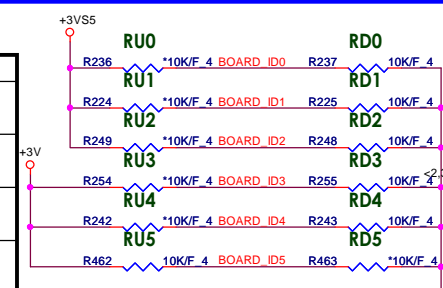 +3VS5
RU0 RD0
R236 *10K/F_4 BOARD_ID0 R237 10K/F_4
RU1 RD1
R224 *10K/F_4 BOARD_ID1 R225 10K/F_4
RU2 RD2
R249 *10K/F_4 BOARD_ID2 R248 10K/F_4
+3V RU3 RD3
R254 *10K/F_4 BOARD_ID3 R255 10K/F_4
RU4 RD4
R242 *10K/F_4 BOARD_ID4 R243 10K/F_4
RU5 RD5
R462 10K/F_4 BOARD_ID5 R463 *10K/F_4